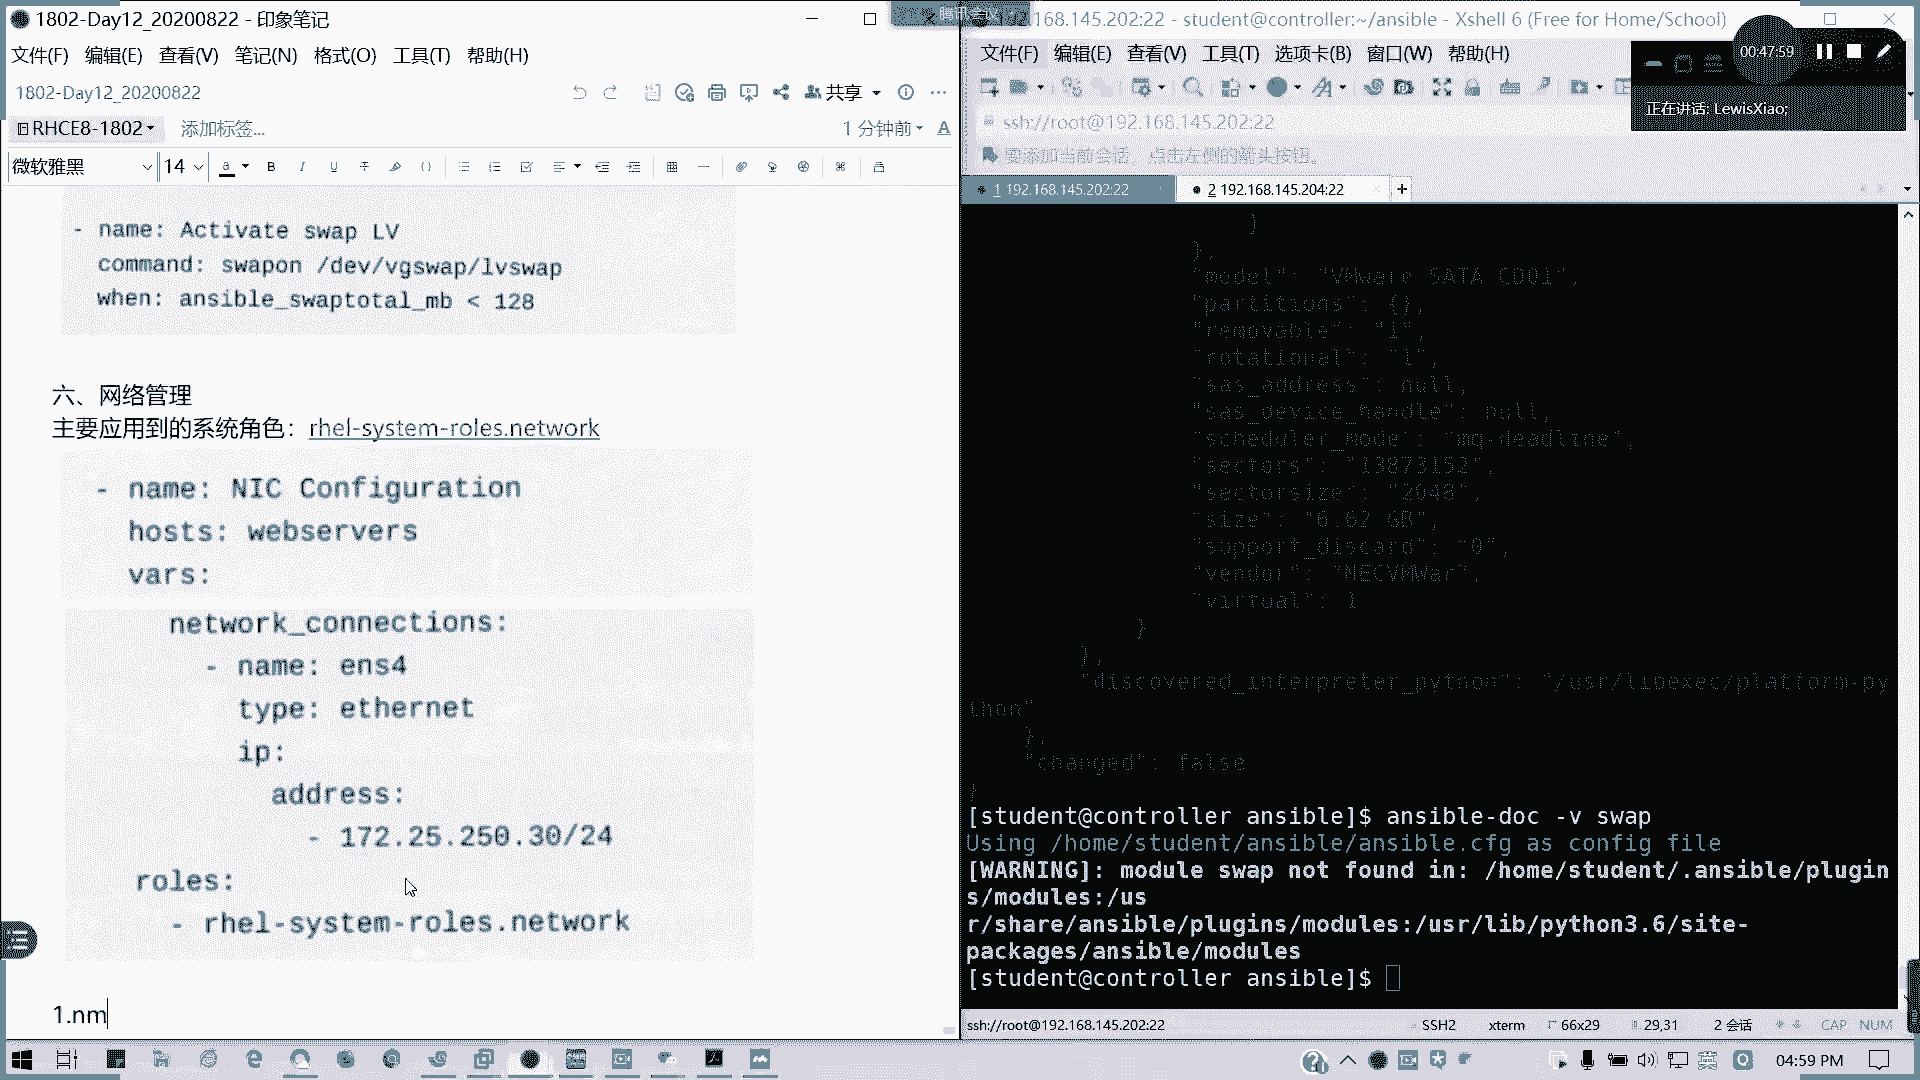 1802-Day12_20200822 - 印象笔记
文件(F) 编辑(E) 查看(V) 笔记(N) 格式(O) 工具(T) 帮助(H)
1802-Day12_20200822
共享
RHCE8-1802
添加标签...
1 分钟前
微软雅黑 14
- name: Activate swap LV
command: swapon /dev/vgswap/lvswap
when: ansible_swaptotal_mb < 128
六、网络管理
主要应用到的系统角色：rhel-system-roles.network
- name: NIC Configuration
hosts: webservers
vars:
network_connections:
- name: ens4
type: ethernet
ip:
address:
- 172.25.250.30/24
roles:
- rhel-system-roles.network
1.nm
腾讯会议
168.145.202:22 - student@controller:~/ansible - Xshell 6 (Free for Home/School)
文件(F) 编辑(E) 查看(V) 工具(T) 选项卡(B) 窗口(W) 帮助(H)
00:47:59
正在讲话: LewisXiao;
ssh://root@192.168.145.202:22
要添加当前会话，点击左侧的箭头按钮。
1 192.168.145.202:22
2 192.168.145.204:22
}
},
"model": "VMware SATA CD01",
"partitions": {},
"removable": "1",
"rotational": "1",
"sas_address": null,
"sas_device_handle": null,
"scheduler_mode": "mq-deadline",
"sectors": "13873152",
"sectorsize": "2048",
"size": "6.62 GB",
"support_discard": "0",
"vendor": "NECVMWar",
"virtual": 1
}
},
"discovered_interpreter_python": "/usr/libexec/platform-py
thon"
},
"changed": false
}
[student@controller ansible]$ ansible-doc -v swap
Using /home/student/ansible/ansible.cfg as config file
[WARNING]: module swap not found in: /home/student/.ansible/plugin
s/modules:/us
r/share/ansible/plugins/modules:/usr/lib/python3.6/site-
packages/ansible/modules
[student@controller ansible]$
ssh://root@192.168.145.202:22
SSH2
xterm
66x29
29,31
2 会话
CAP NUM
英
04:59 PM